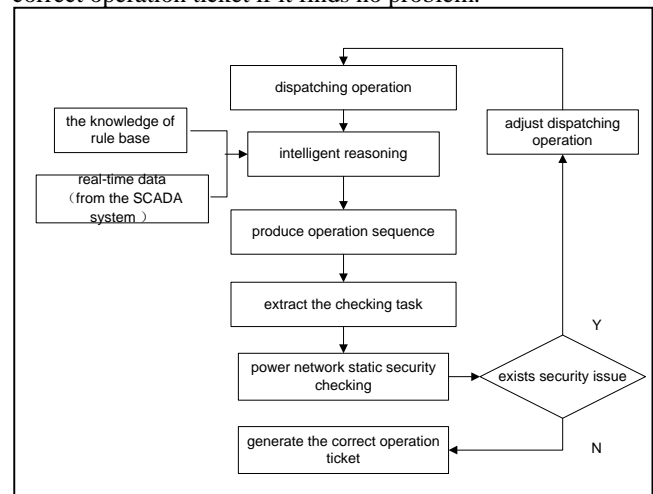 correct operation ticket if it finds no problem.
dispatching operation
the knowledge of
rule base
adjust dispatching
operation
intelligent reasoning
real-time data
（from the SCADA
system ）
produce operation sequence
extract the checking task
Y
power network static security
checking
exists security issue
generate the correct operation
ticket
N